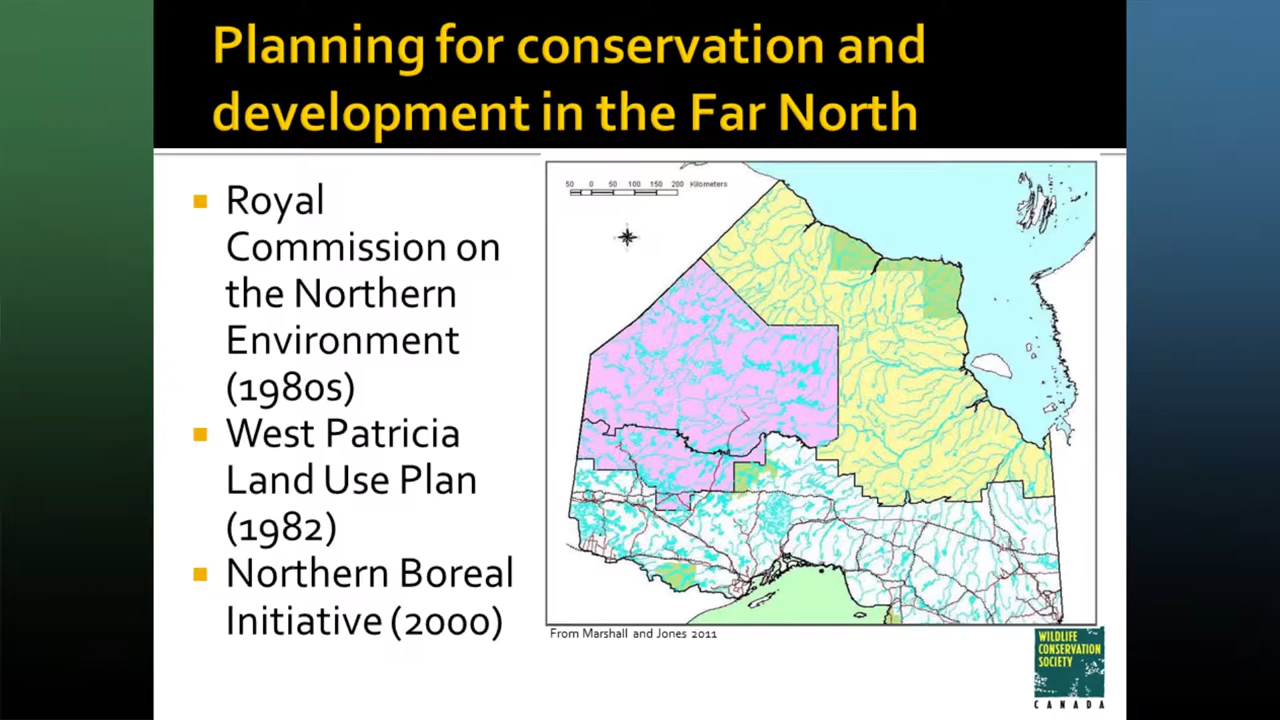 Planning for conservation and
development in the Far North
Royal
Commission on
the Northern
Environment
(1980s)
West Patricia
Land Use Plan
(1982)
Northern Boreal
Initiative (2000)
50 0 50 100 150 200 Kilometers
From Marshall and Jones 2011
WILDLIFE
CONSERVATION
SOCIETY
CANADA